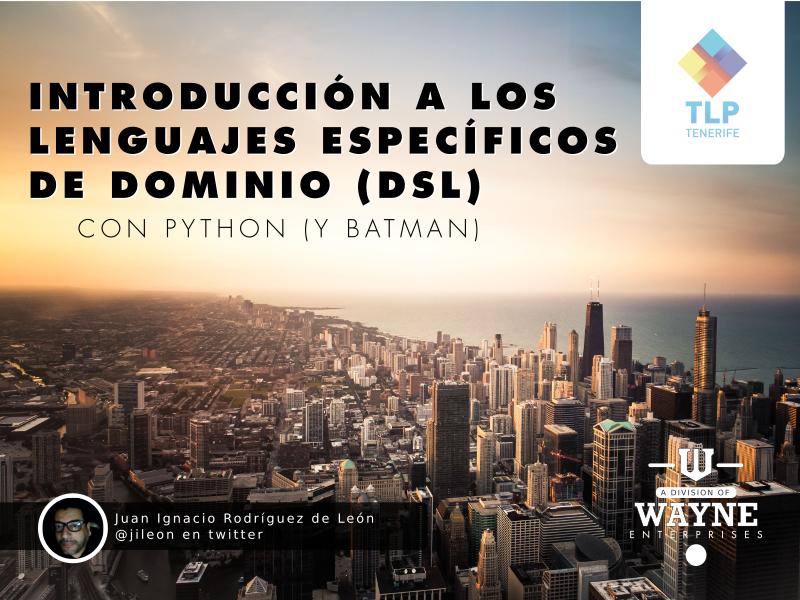 INTRODUCCIÓN A LOS
LENGUAJES ESPECÍFICOS
DE DOMINIO (DSL)
CON PYTHON (Y BATMAN)
TLP
TENERIFE
Juan Ignacio Rodríguez de León
@jileon en twitter
W
A DIVISION OF
WAYNE
ENTERPRISES